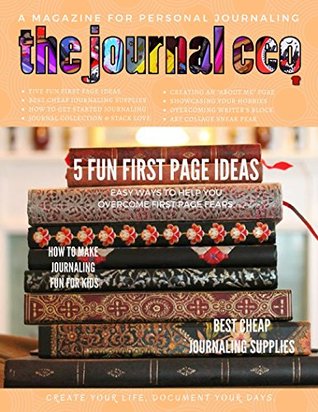 A MAGAZINE FOR PERSONAL JOURNALING
the journal ccq
FIVE FUN FIRST PAGE IDEAS
BEST CHEAP JOURNALING SUPPLIES
HOW TO GET STARTED JOURNALING
JOURNAL COLLECTION & STACK LOVE
CREATING AN "ABOUT ME" PAGE
SHOWCASING YOUR HOBBIES
OVERCOMING WRITER'S BLOCK
ART COLLAGE SNEAK PEAK
5 FUN FIRST PAGE IDEAS
EASY WAYS TO HELP YOU
OVERCOME FIRST PAGE FEARS
HOW TO MAKE
JOURNALING
FUN FOR KIDS
BEST CHEAP
JOURNALING SUPPLIES
CREATE YOUR LIFE, DOCUMENT YOUR DAYS